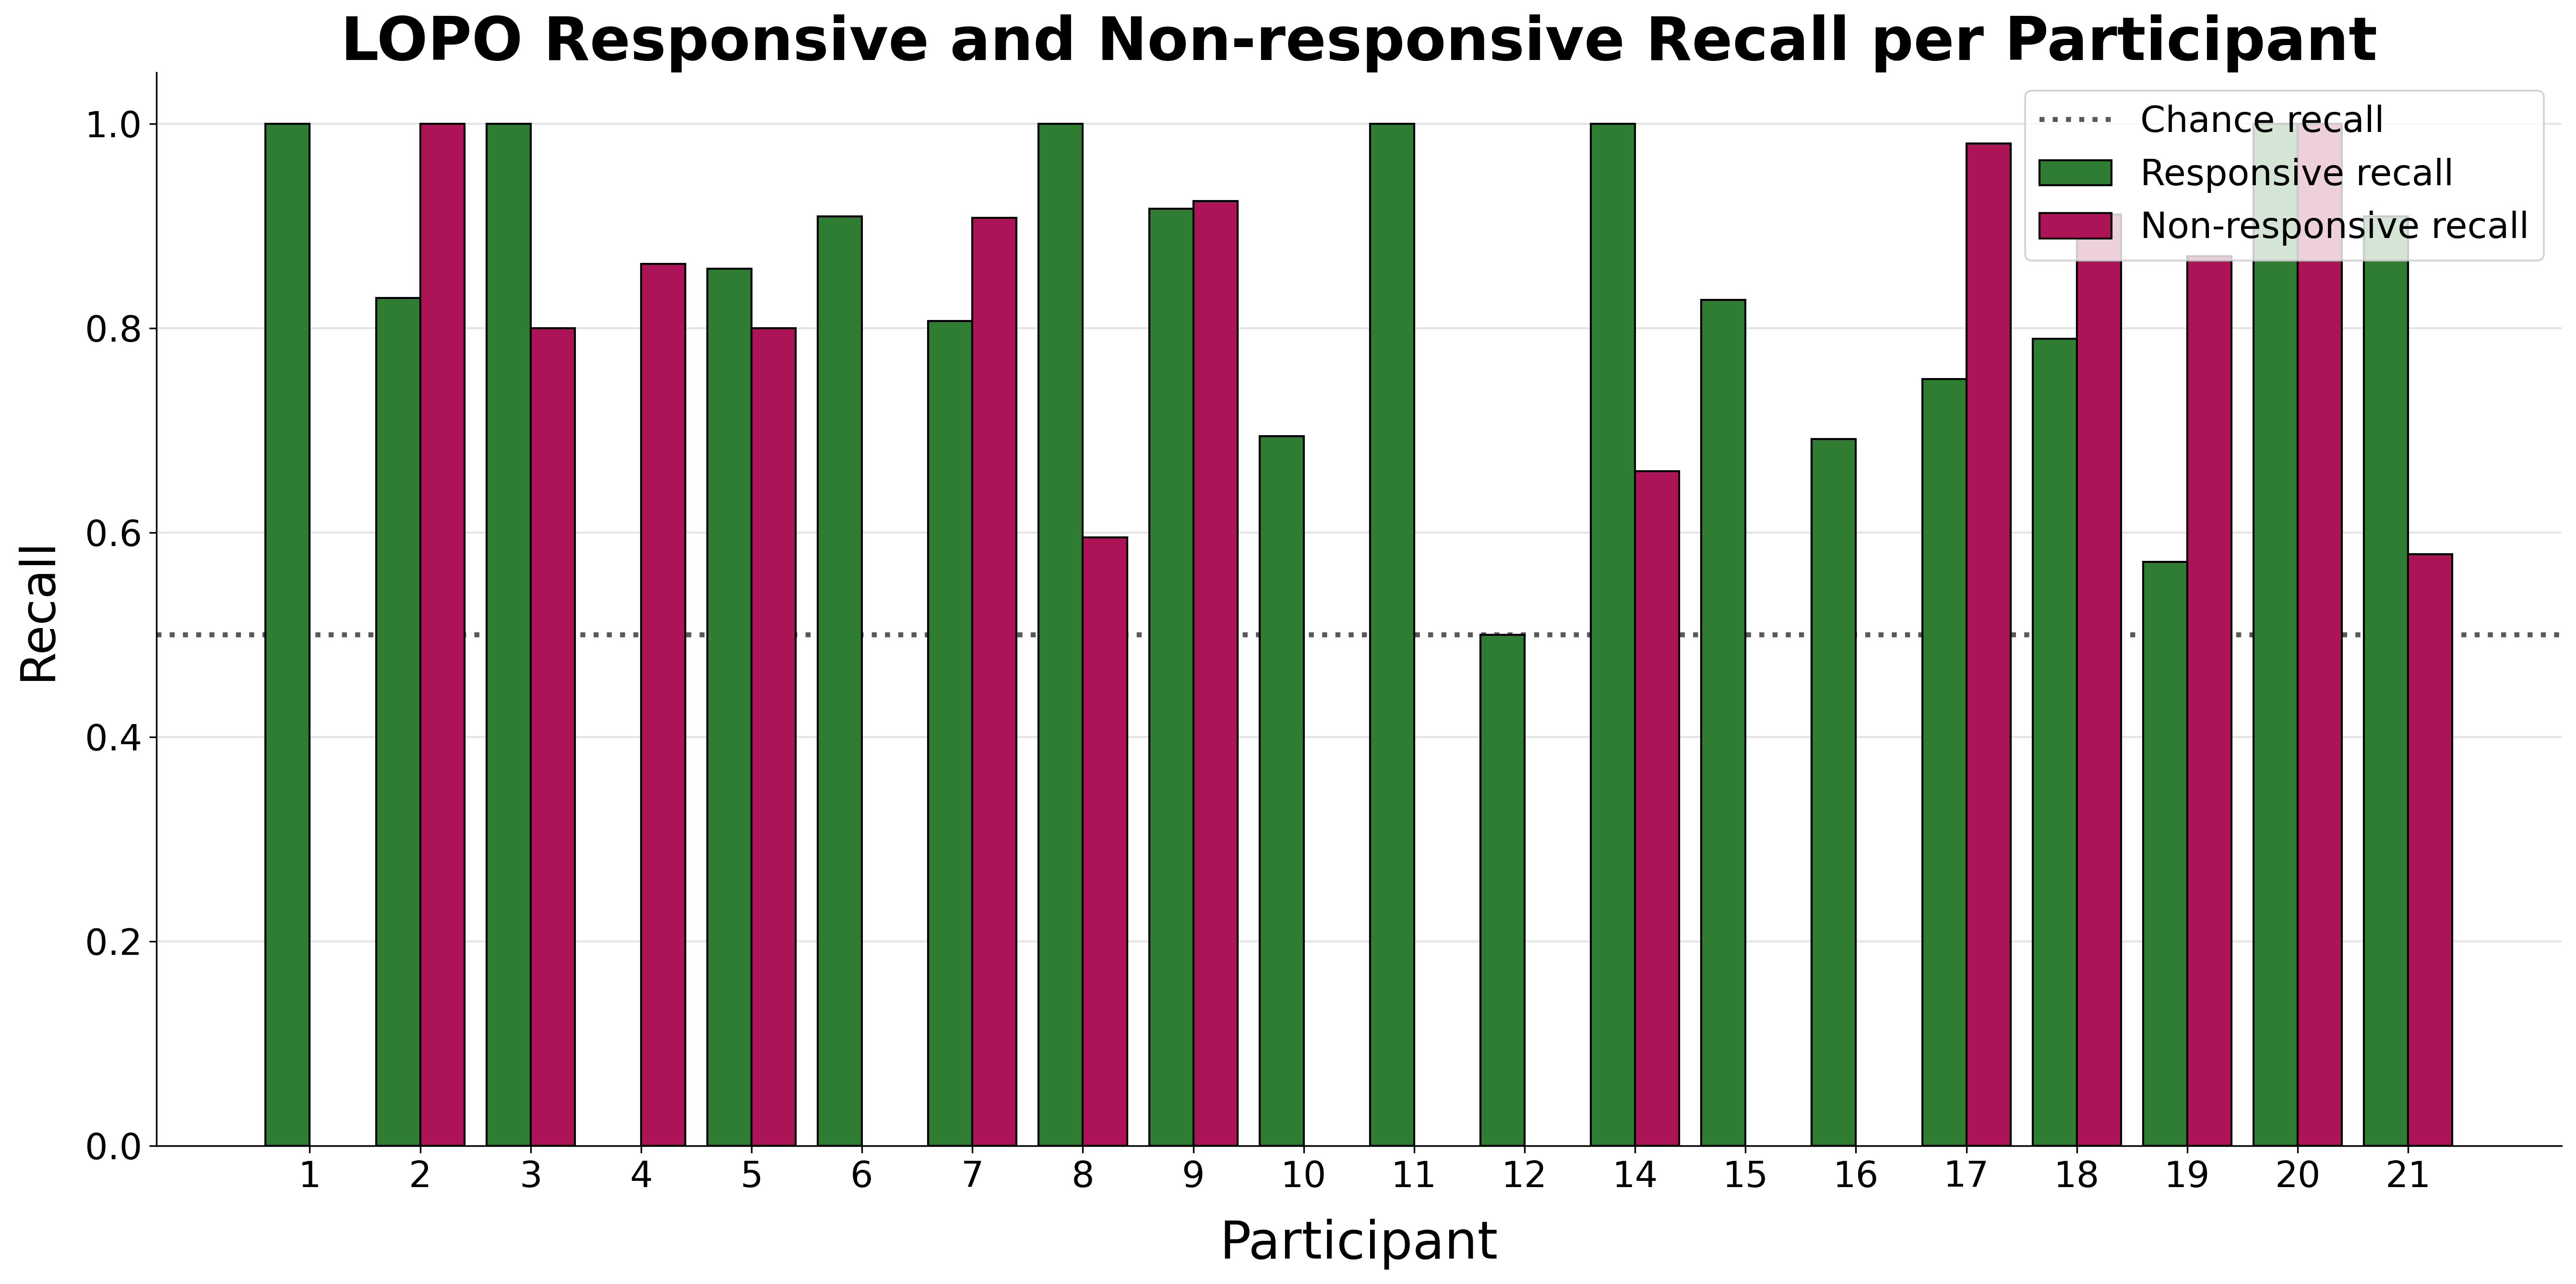 LOPO Responsive and Non-responsive Recall per Participant
Chance recall
Responsive recall
Non-responsive recall
1.0
0.8
0.6
0.4
0.2
0.0
Recall
1 2 3 4 5 6 7 8 9 10 11 12 14 15 16 17 18 19 20 21
Participant